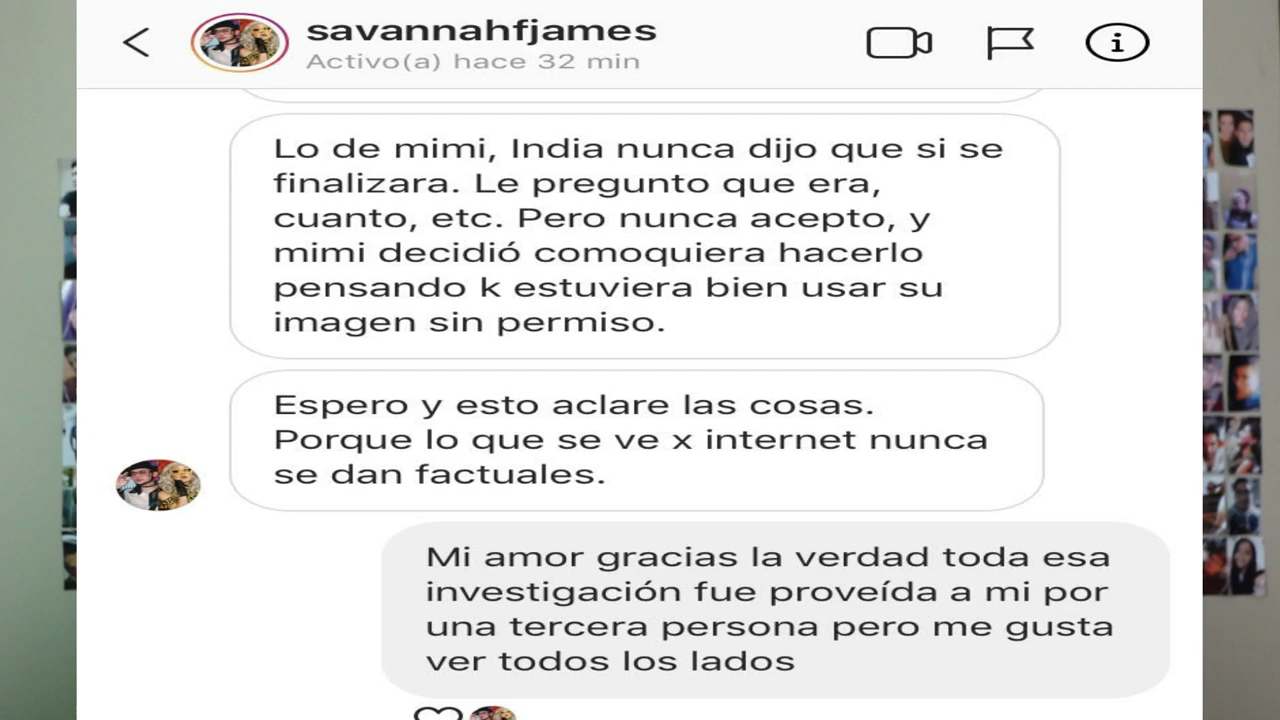 savannahfjames
Activo(a) hace 32 min
Lo de mimi, India nunca dijo que si se
finalizara. Le pregunto que era,
cuanto, etc. Pero nunca acepto, y
mimi decidió comoquiera hacerlo
pensando k estuviera bien usar su
imagen sin permiso.
Espero y esto aclare las cosas.
Porque lo que se ve x internet nunca
se dan factuales.
Mi amor gracias la verdad toda esa
investigación fue proveída a mi por
una tercera persona pero me gusta
ver todos los lados